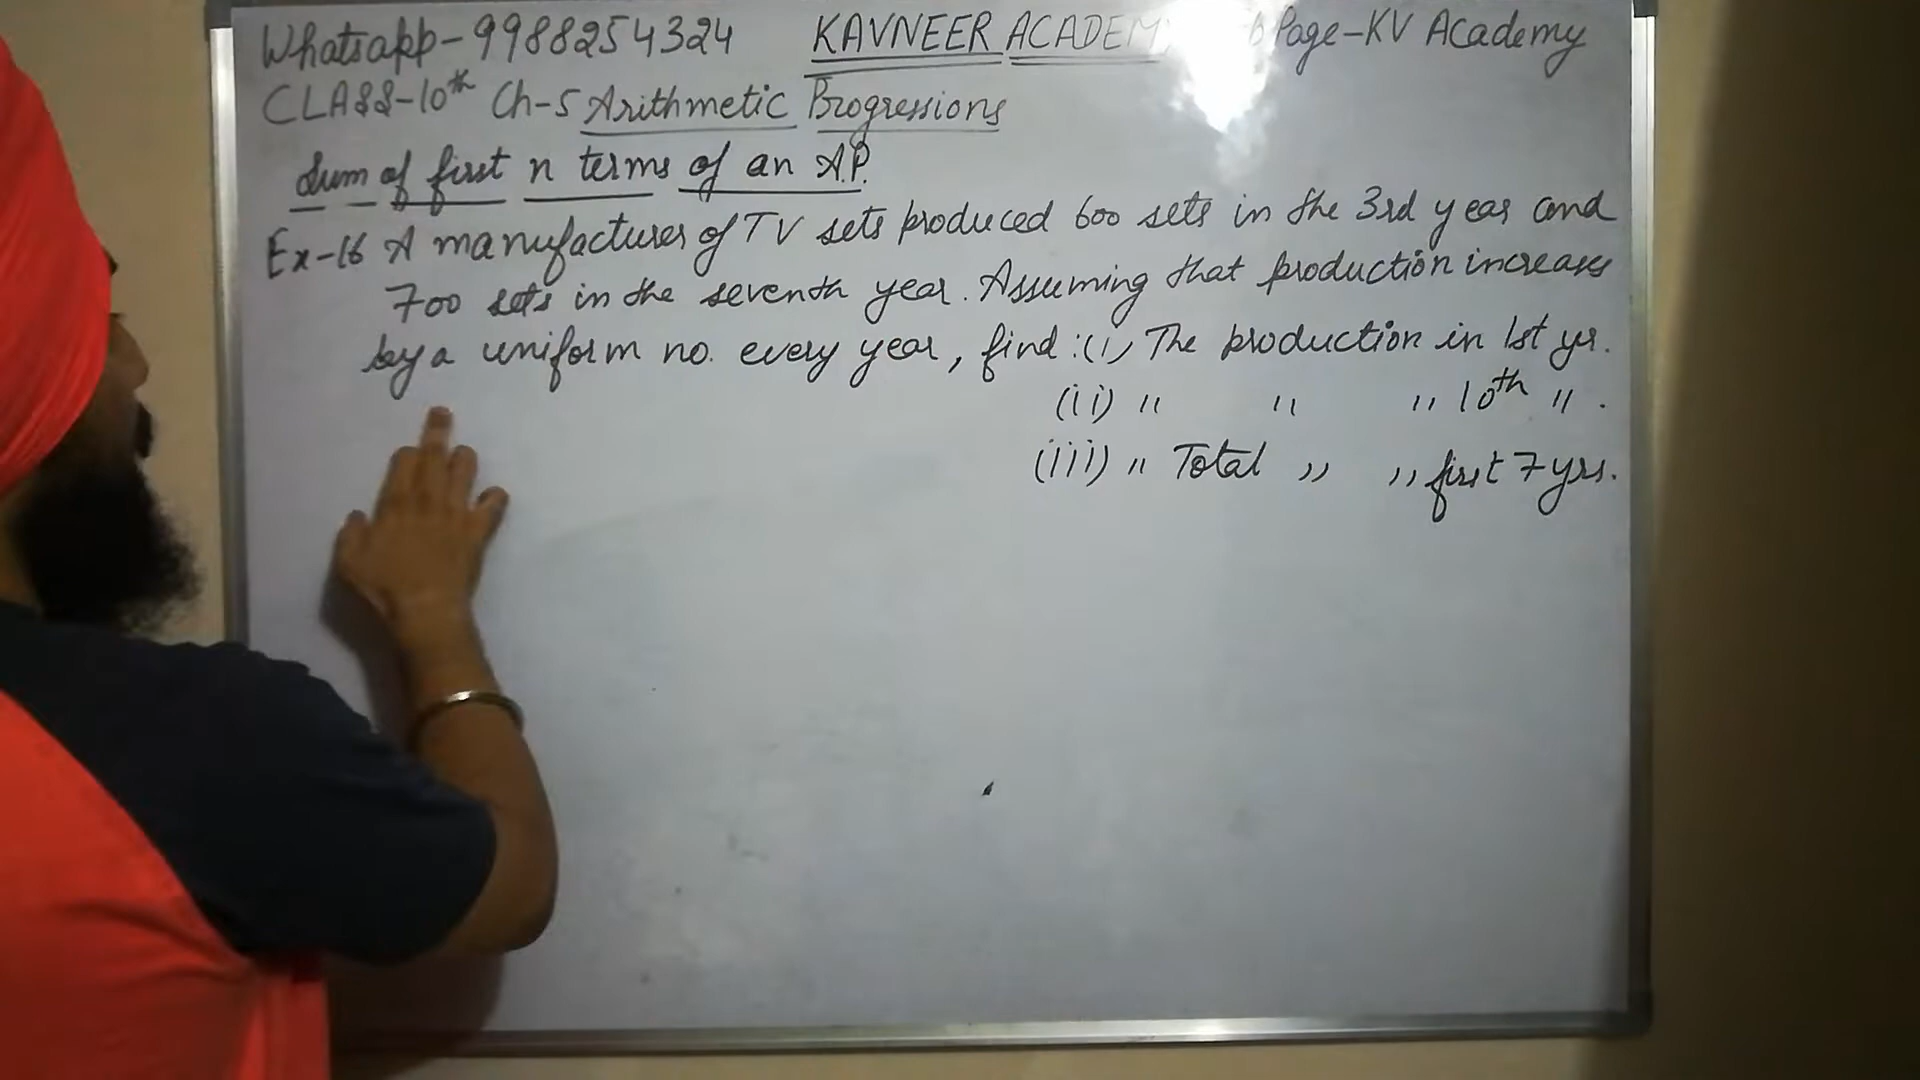 Whatsapp-9988254324 KAVNEER ACADEM Page-KV Academy
CLASS-10th Ch-5 Arithmetic Progressions
Sum of first n terms of an A.P.
Ex-16 A manufacturer of TV sets produced 600 sets in the 3rd year and
700 sets in the seventh year. Assuming that production increases
by a uniform no. every year, find :(i) The production in 1st yr.
(ii) " " " 10th " .
(iii) " Total " " first 7 yrs.